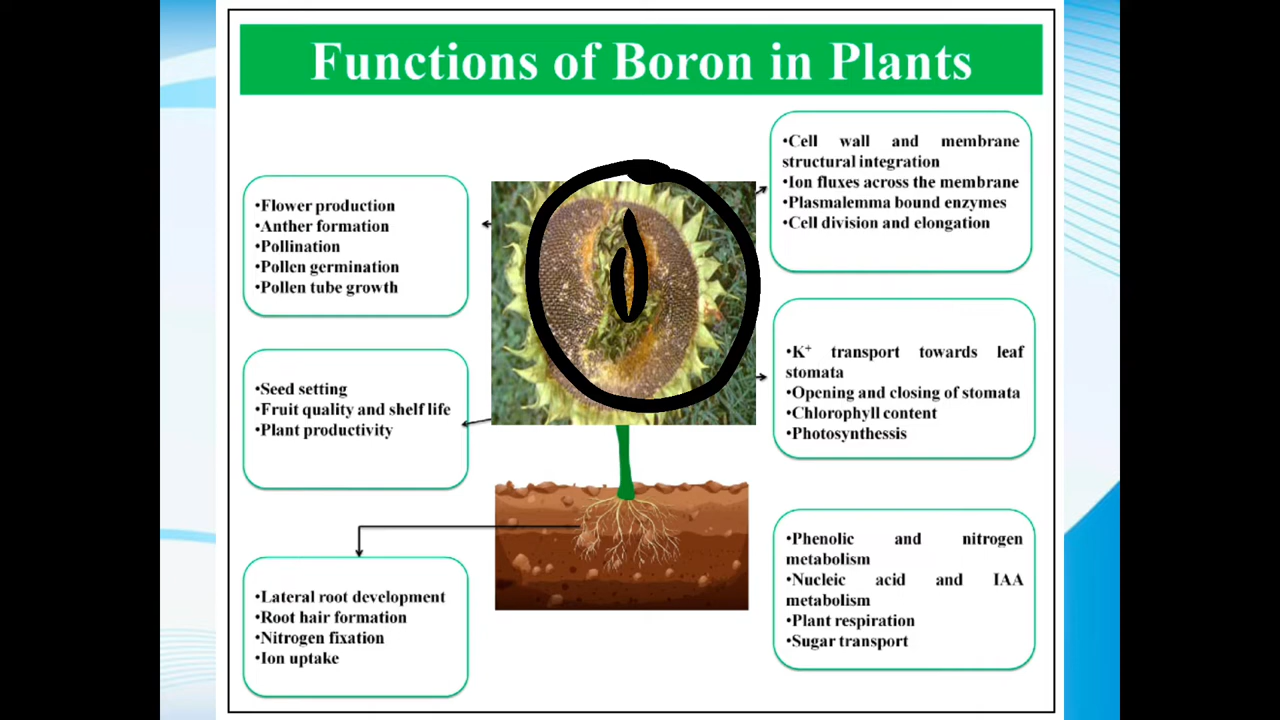 Functions of Boron in Plants
•Flower production
•Anther formation
•Pollination
•Pollen germination
•Pollen tube growth
•Seed setting
•Fruit quality and shelf life
•Plant productivity
•Lateral root development
•Root hair formation
•Nitrogen fixation
•Ion uptake
•Cell wall and membrane
structural integration
•Ion fluxes across the membrane
•Plasmalemma bound enzymes
•Cell division and elongation
•K⁺ transport towards leaf
stomata
•Opening and closing of stomata
•Chlorophyll content
•Photosynthessis
•Phenolic and nitrogen
metabolism
•Nucleic acid and IAA
metabolism
•Plant respiration
•Sugar transport